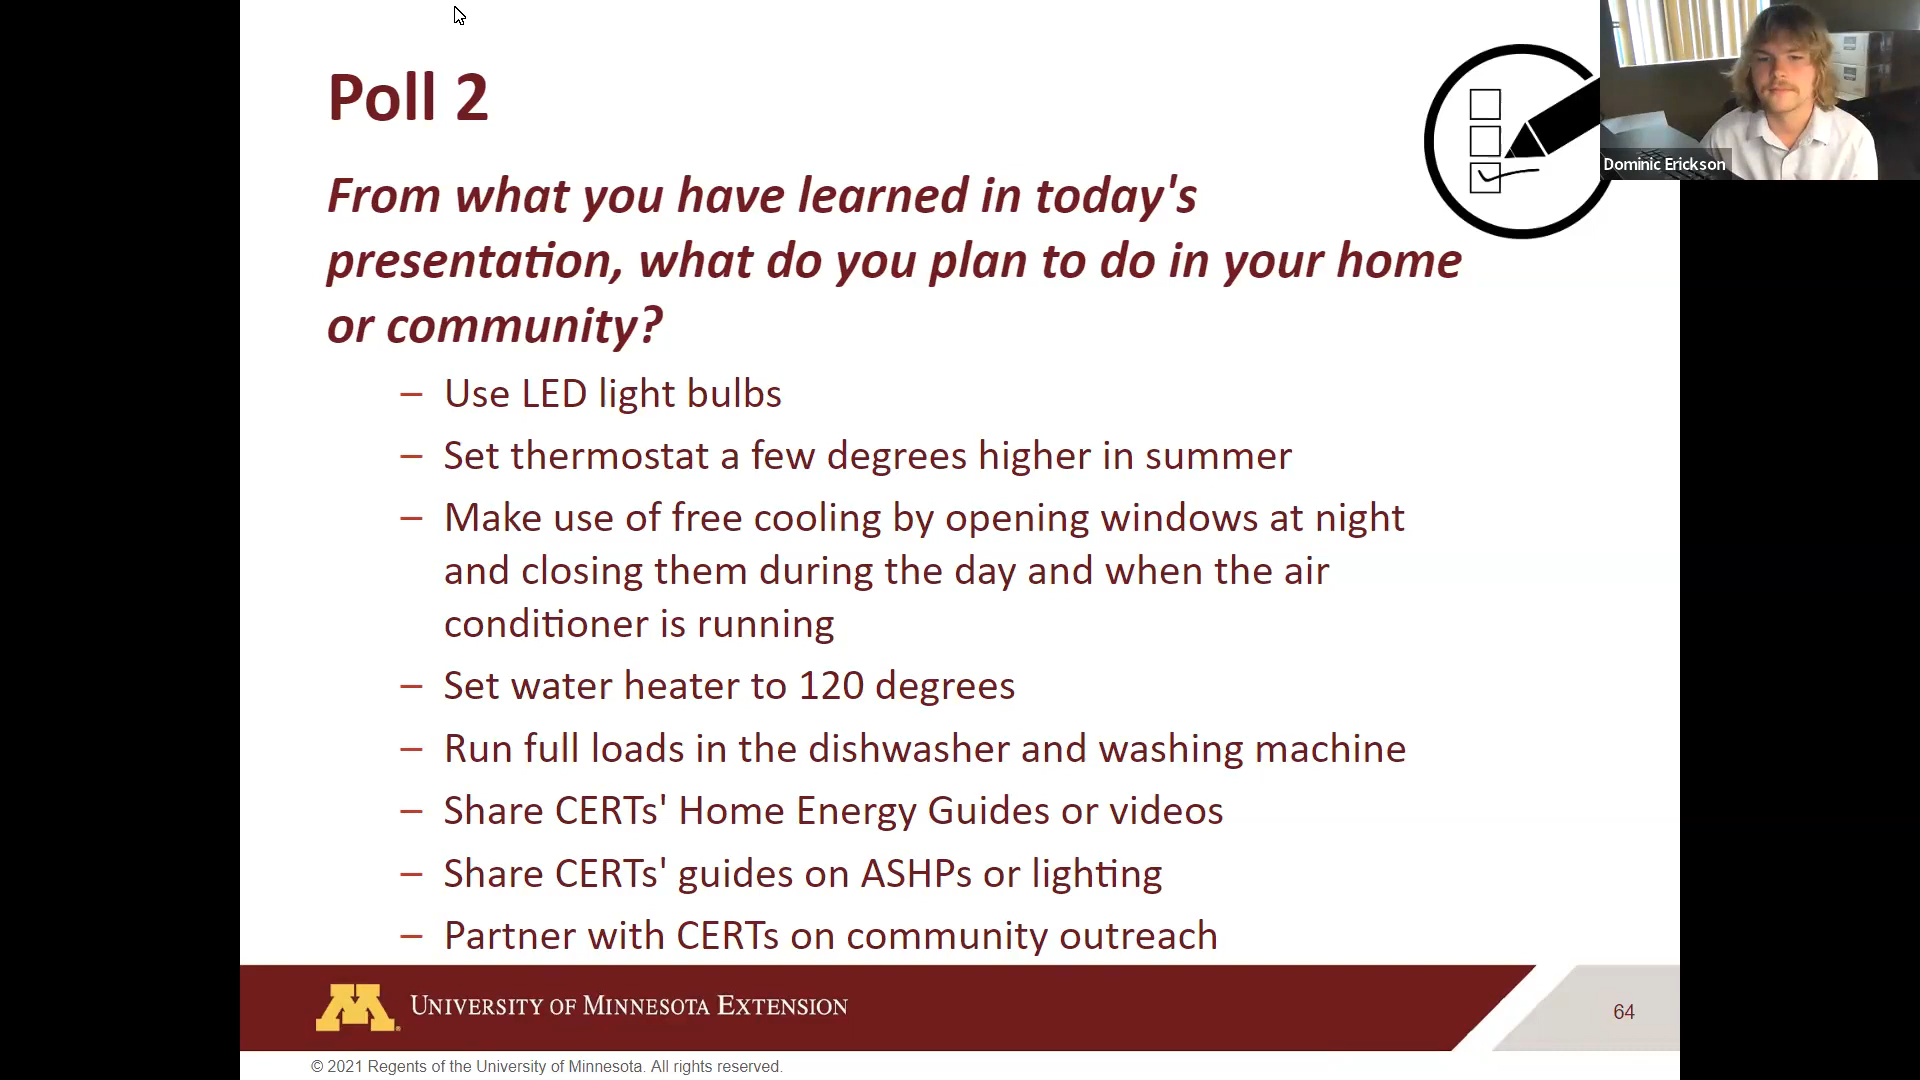 Poll 2
From what you have learned in today's
presentation, what do you plan to do in your home
or community?
– Use LED light bulbs
– Set thermostat a few degrees higher in summer
– Make use of free cooling by opening windows at night
and closing them during the day and when the air
conditioner is running
– Set water heater to 120 degrees
– Run full loads in the dishwasher and washing machine
– Share CERTs' Home Energy Guides or videos
– Share CERTs' guides on ASHPs or lighting
– Partner with CERTs on community outreach
Dominic Erickson
M UNIVERSITY OF MINNESOTA EXTENSION
64
© 2021 Regents of the University of Minnesota. All rights reserved.